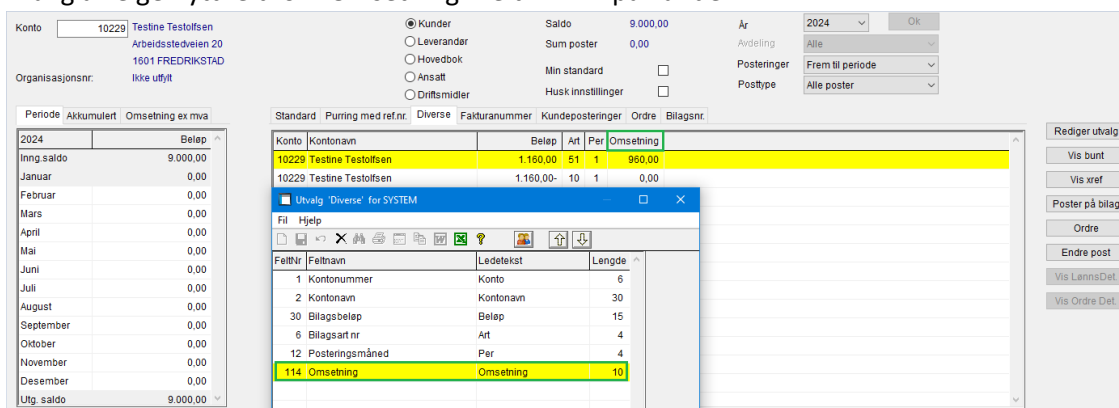 Konto 10229 Testine Testolfsen
Arbeidsstedveien 20
1601 FREDRIKSTAD
Organisasjonsnr: Ikke utfylt
Kunder
Leverandør
Hovedbok
Ansatt
Driftsmidler
Saldo 9.000,00
Sum poster 0,00
Min standard
Husk innstillinger
År 2024 Ok
Avdeling Alle
Posteringer Frem til periode
Posttype Alle poster
Periode Akkumulert Omsetning ex mva
2024 Beløp
Inng.saldo 9.000,00
Januar 0,00
Februar 0,00
Mars 0,00
April 0,00
Mai 0,00
Juni 0,00
Juli 0,00
August 0,00
September 0,00
Oktober 0,00
November 0,00
Desember 0,00
Utg. saldo 9.000,00
Standard Purring med ref.nr. Diverse Fakturanummer Kundeposteringer Ordre Bilagsnr.
Konto Kontonavn Beløp Art Per Omsetning
10229 Testine Testolfsen 1.160,00 51 1 960,00
10229 Testine Testolfsen 1.160,00- 10 1 0,00
Utvalg 'Diverse' for SYSTEM
Fil Hjelp
FeltNr Feltnavn Ledetekst Lengde
1 Kontonummer Konto 6
2 Kontonavn Kontonavn 30
30 Bilagsbeløp Beløp 15
6 Bilagsart nr Art 4
12 Posteringsmåned Per 4
114 Omsetning Omsetning 10
Rediger utvalg
Vis bunt
Vis xref
Poster på bilag
Ordre
Endre post
Vis LønnsDet.
Vis Ordre Det.